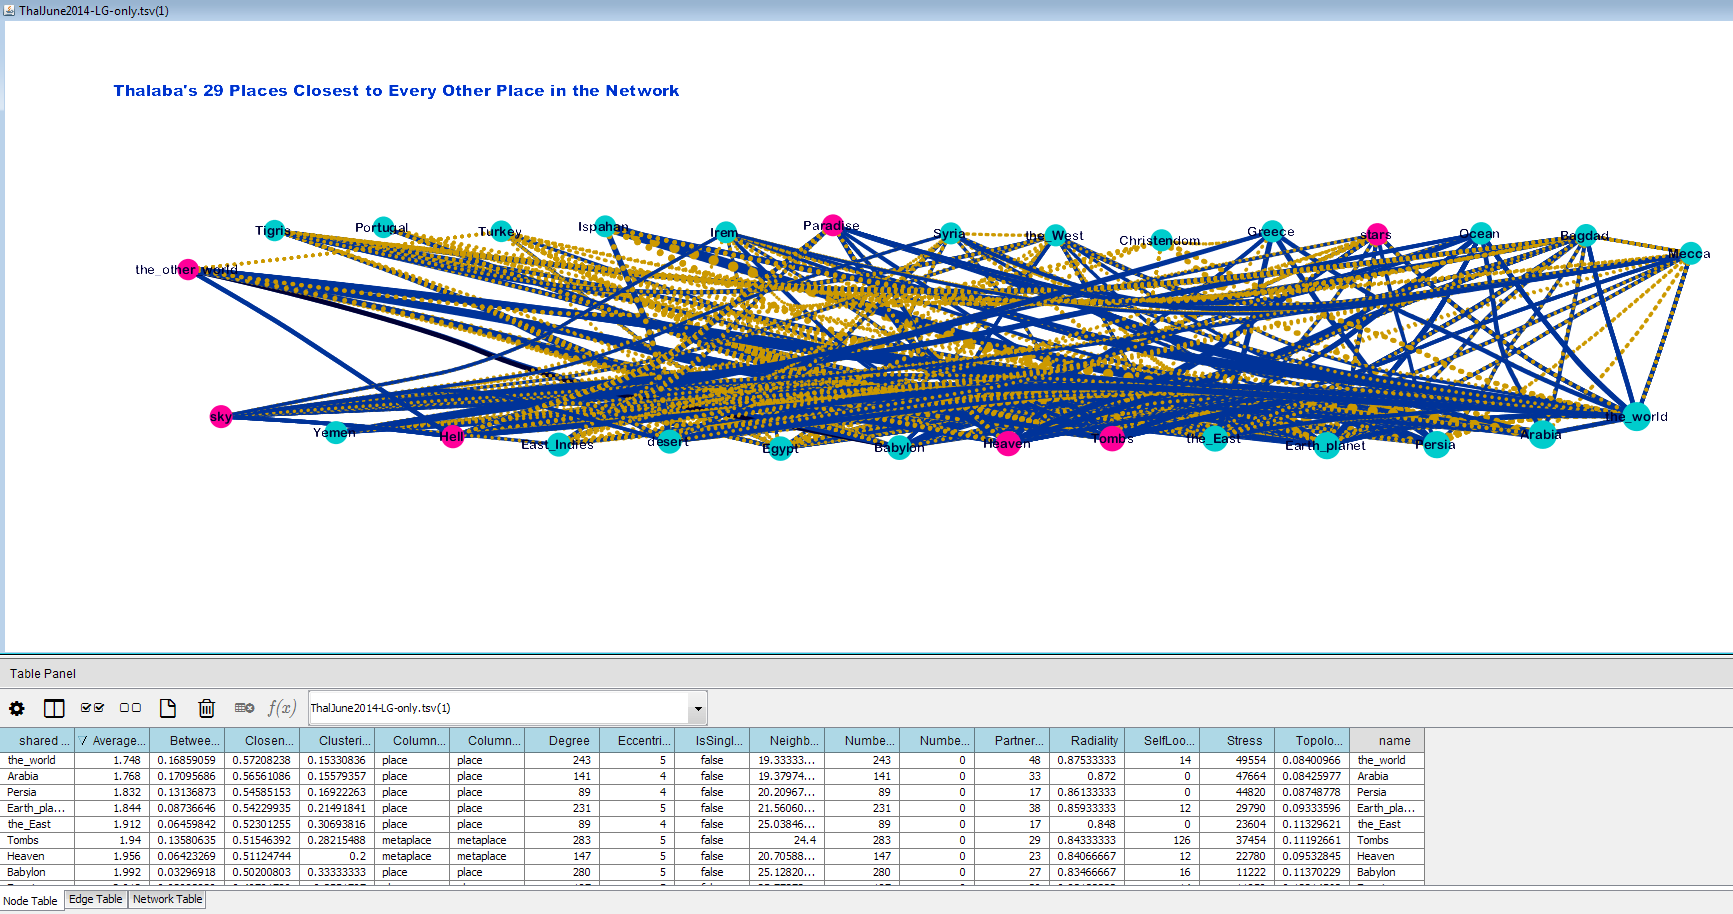 ThalJune2014-LG-only.tsv(1)
Thalaba's 29 Places Closest to Every Other Place in the Network
Tigris Portugal Turkey Ispahan Irem Paradise Syria the_West Christendom Greece stars Ocean Bagdad Mecca
the_other_world
sky Yemen Hell East_Indies desert Egypt Babylon Heaven Tombs the_East Earth_planet Persia Arabia the_world
Table Panel
f(x) ThalJune2014-LG-only.tsv(1)
shared ... Average... Betwee... Closen... Clusteri... Column... Column... Degree Eccentri... IsSingl... Neighb... Numbe... Numbe... Partner... Radiality SelfLoo... Stress Topolo... name
the_world 1.748 0.16859059 0.57208238 0.15330836 place place 243 5 false 19.33333... 243 0 48 0.87533333 14 49554 0.08400966 the_world
Arabia 1.768 0.17095686 0.56561086 0.15579357 place place 141 4 false 19.37974... 141 0 33 0.872 0 47664 0.08425977 Arabia
Persia 1.832 0.13136873 0.54585153 0.16922263 place place 89 4 false 20.20967... 89 0 17 0.86133333 0 44820 0.08748778 Persia
Earth_pla... 1.844 0.08736646 0.54229935 0.21491841 place place 231 5 false 21.56060... 231 0 38 0.85933333 12 29790 0.09333596 Earth_pla...
the_East 1.912 0.06459842 0.52301255 0.30693816 place place 89 4 false 25.03846... 89 0 17 0.848 0 23604 0.11329621 the_East
Tombs 1.94 0.13580635 0.51546392 0.28215488 metaplace metaplace 283 5 false 24.4 283 0 29 0.84333333 126 37454 0.11192661 Tombs
Heaven 1.956 0.06423269 0.51124744 0.2 metaplace metaplace 147 5 false 20.70588... 147 0 23 0.84066667 12 22780 0.09532845 Heaven
Babylon 1.992 0.03296918 0.50200803 0.33333333 place place 280 5 false 25.12820... 280 0 27 0.83466667 16 11222 0.11370229 Babylon
Node Table Edge Table Network Table